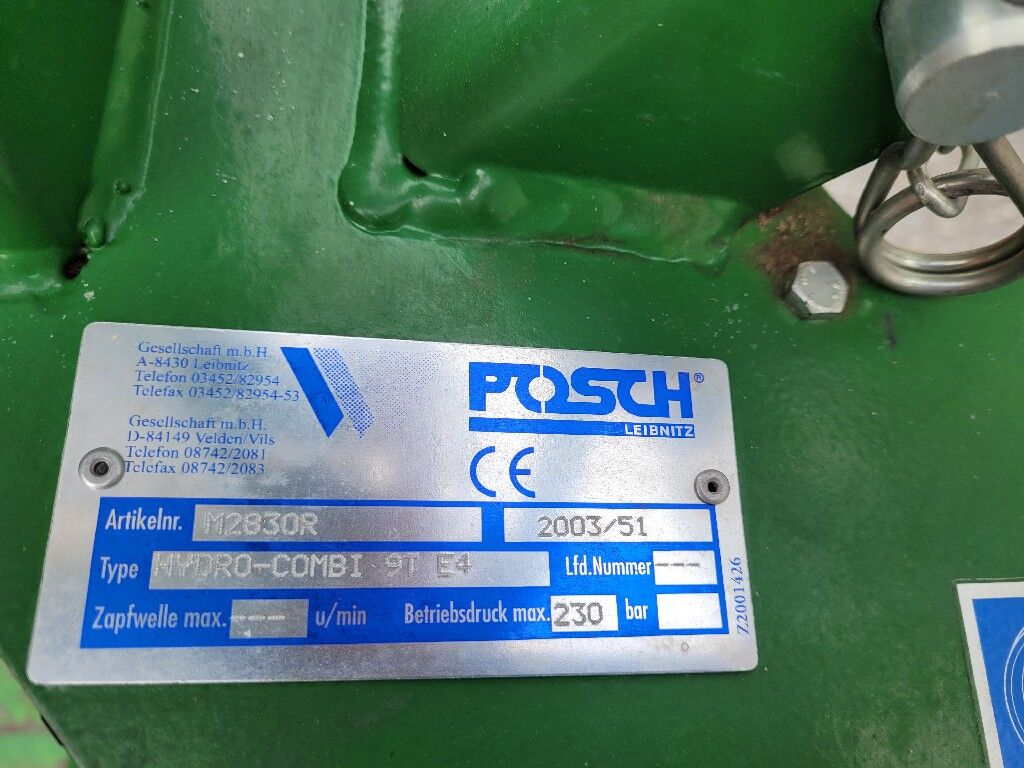 Gesellschaft m.b.H.
A-8430 Leibnitz
Telefon 03452/82954
Telefax 03452/82954-53
Gesellschaft m.b.H.
D-84149 Velden/Vils
Telefon 08742/2081
Telefax 08742/2083
POSCH®
LEIBNITZ
CE
Artikelnr. M2830R 2003/51
Type HYDRO-COMBI 9T E4 Lfd.Nummer ---
Zapfwelle max. --- u/min Betriebsdruck max. 230 bar
Z2001426